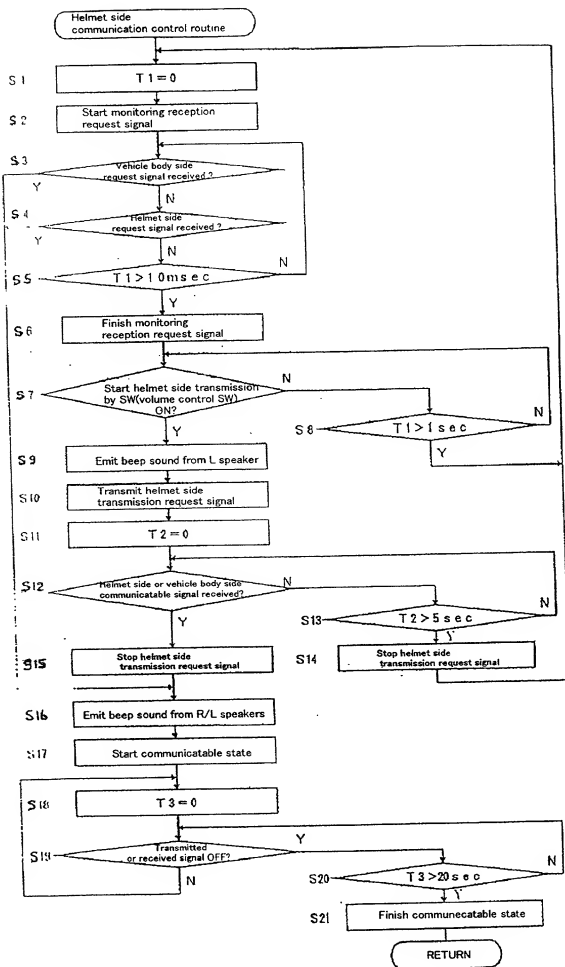 Helmet side
communication control routine
S1
T1=0
S2
Start monitoring reception
request signal
S3
Vehicle body side
request signal received?
Y
N
S4
Helmet side
request signal received?
Y
N
S5
T1>10msec
N
Y
S6
Finish monitoring
reception request signal
S7
Start helmet side transmission
by SW(volume control SW)
ON?
N
Y
S8
T1>1sec
N
Y
S9
Emit beep sound from L speaker
S10
Transmit helmet side
transmission request signal
S11
T2=0
S12
Helmet side or vehicle body side
communicatable signal received?
N
Y
S13
T2>5sec
N
Y
S15
Stop helmet side
transmission request signal
S14
Stop helmet side
transmission request signal
S16
Emit beep sound from R/L speakers
S17
Start communicatable state
S18
T3=0
S19
Transmitted
or received signal OFF?
Y
N
S20
T3>20sec
N
Y
S21
Finish communecatable state
RETURN